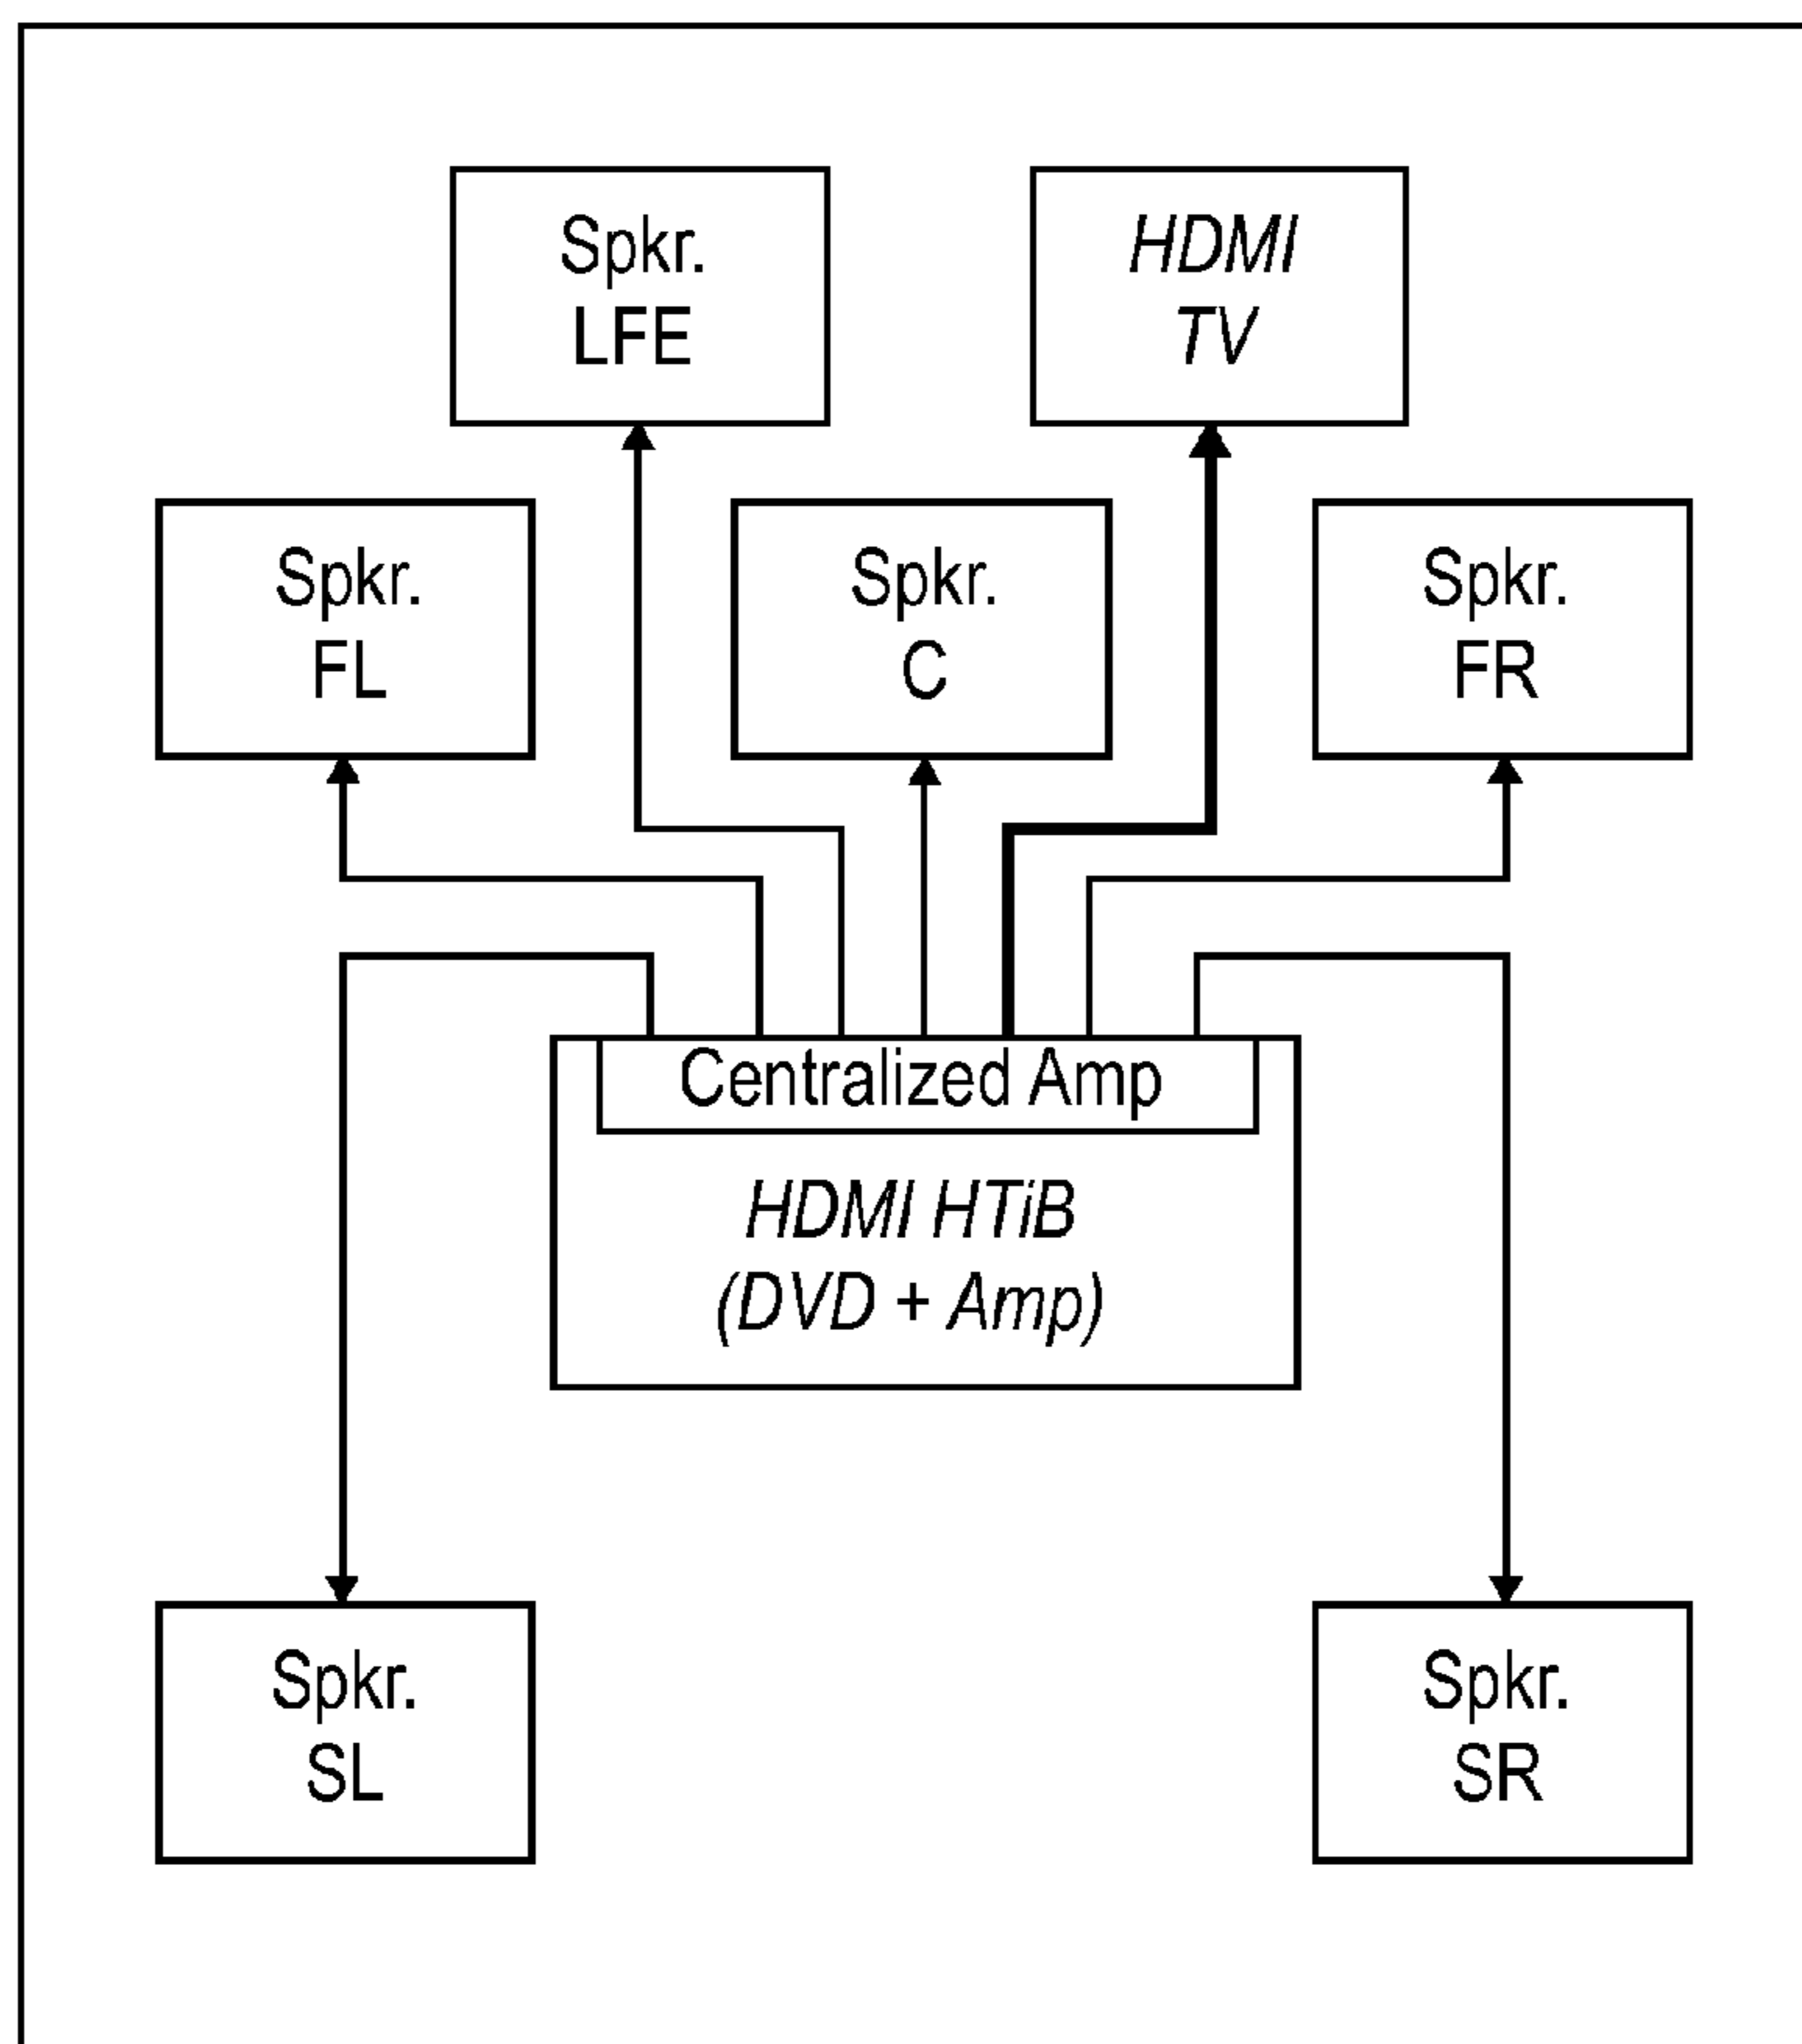 Spkr.
LFE
HDMI
TV
Spkr.
FL
Spkr.
C
Spkr.
FR
Centralized Amp
HDMI HTiB
(DVD + Amp)
Spkr.
SL
Spkr.
SR